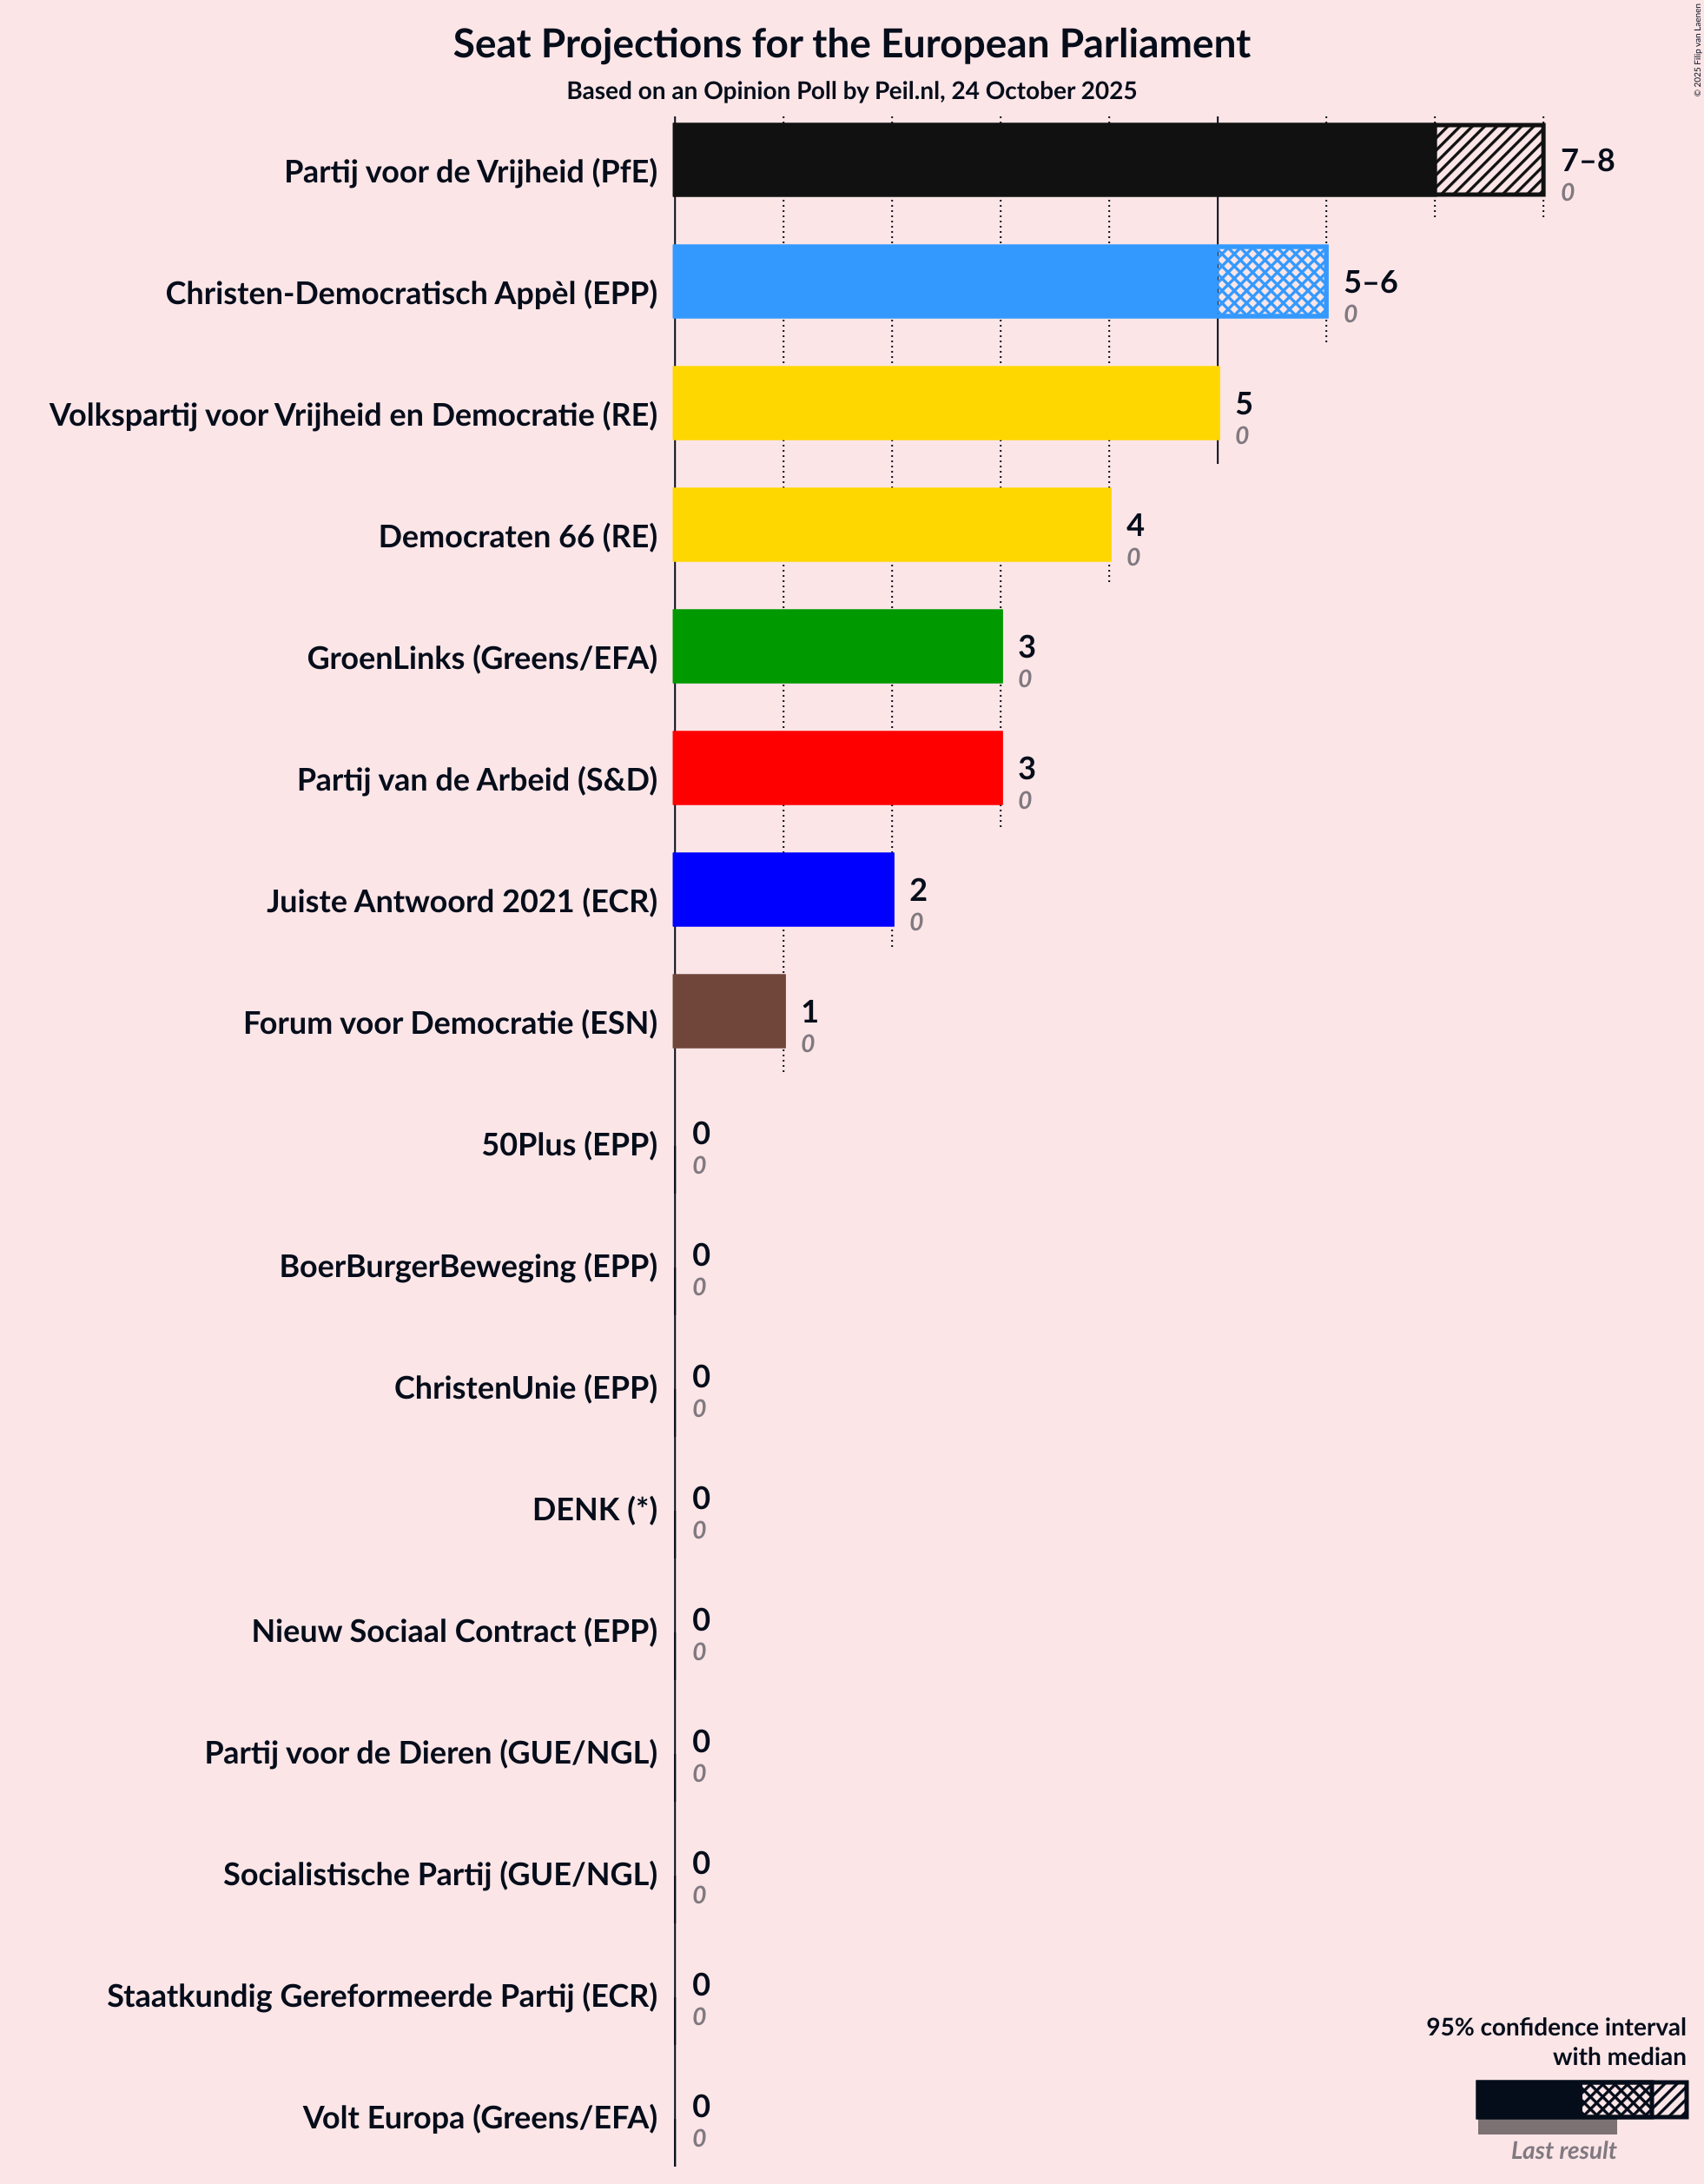 Seat Projections for the European Parliament
Based on an Opinion Poll by Peil.nl, 24 October 2025
© 2025 Filip van Laenen
Partij voor de Vrijheid (PfE)
7–8
0
Christen-Democratisch Appèl (EPP)
5–6
0
Volkspartij voor Vrijheid en Democratie (RE)
5
0
Democraten 66 (RE)
4
0
GroenLinks (Greens/EFA)
3
0
Partij van de Arbeid (S&D)
3
0
Juiste Antwoord 2021 (ECR)
2
0
Forum voor Democratie (ESN)
1
0
50Plus (EPP)
0
0
BoerBurgerBeweging (EPP)
0
0
ChristenUnie (EPP)
0
0
DENK (*)
0
0
Nieuw Sociaal Contract (EPP)
0
0
Partij voor de Dieren (GUE/NGL)
0
0
Socialistische Partij (GUE/NGL)
0
0
Staatkundig Gereformeerde Partij (ECR)
0
0
Volt Europa (Greens/EFA)
0
0
95% confidence interval
with median
Last result